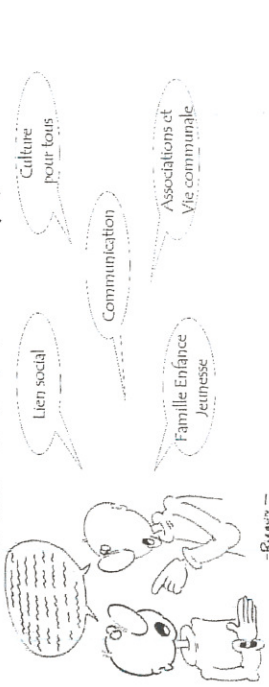 Lien social
Culture
pour tous
Communication
Famille Enfance
Jeunesse
Associations et
Vie communale